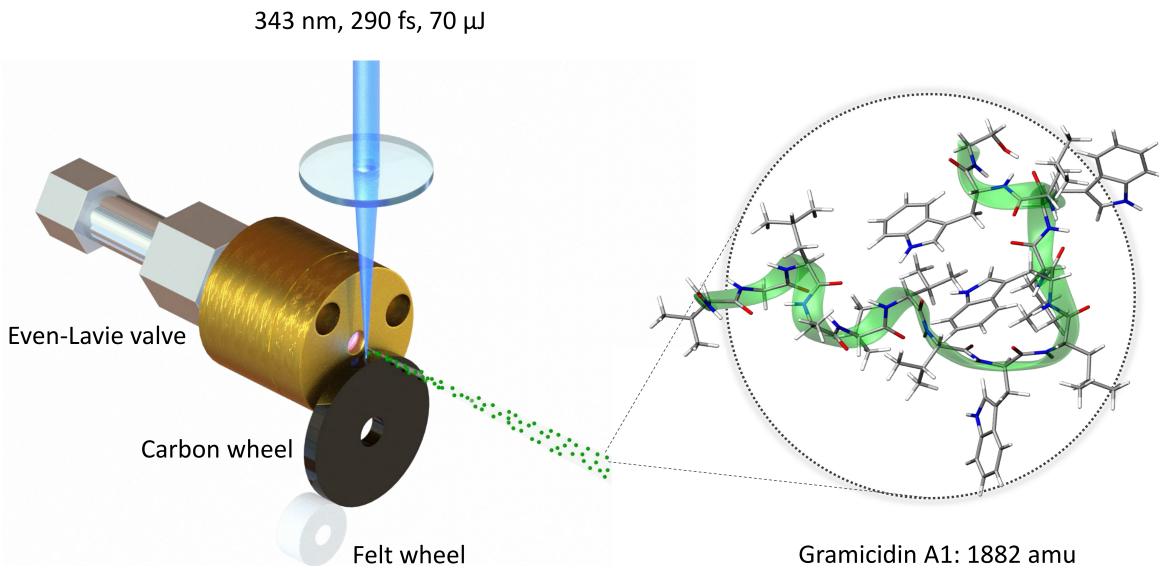 343 nm, 290 fs, 70 µJ
Even-Lavie valve
Carbon wheel
Felt wheel
Gramicidin A1: 1882 amu